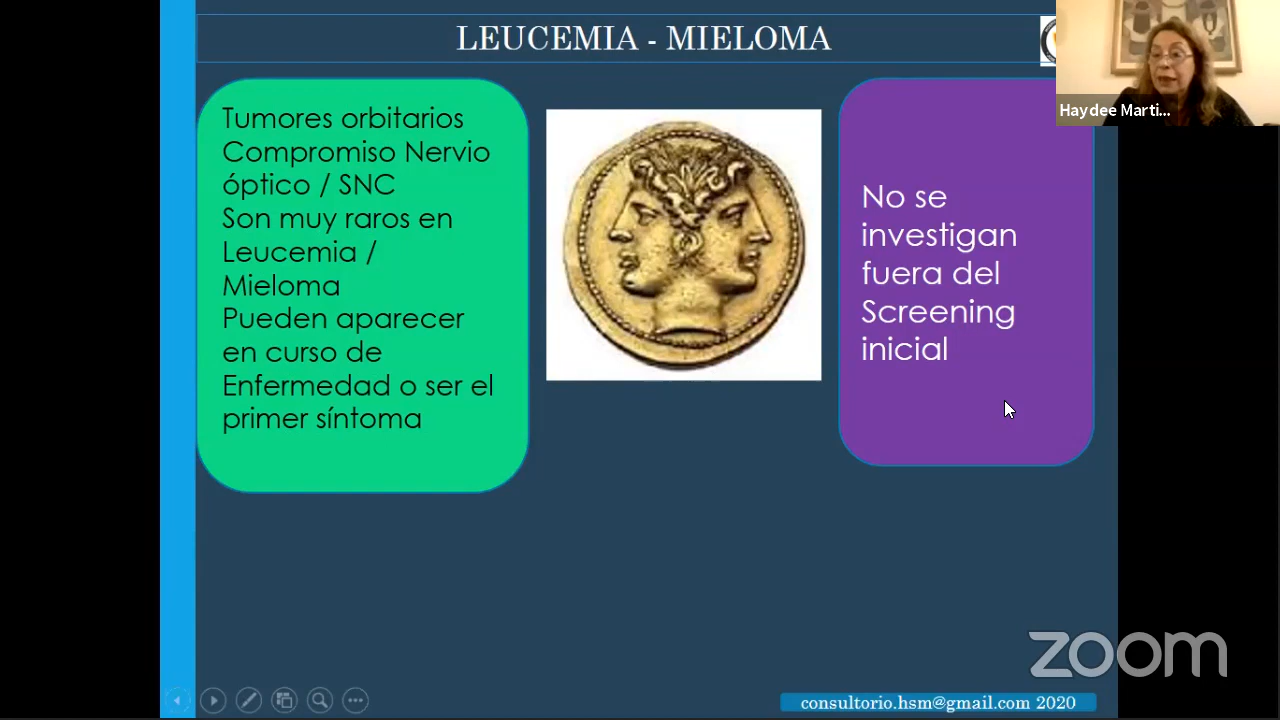 LEUCEMIA - MIELOMA
Haydee Marti...
Tumores orbitarios
Compromiso Nervio
óptico / SNC
Son muy raros en
Leucemia /
Mieloma
Pueden aparecer
en curso de
Enfermedad o ser el
primer síntoma
No se
investigan
fuera del
Screening
inicial
zoom
consultorio.hsm@gmail.com 2020